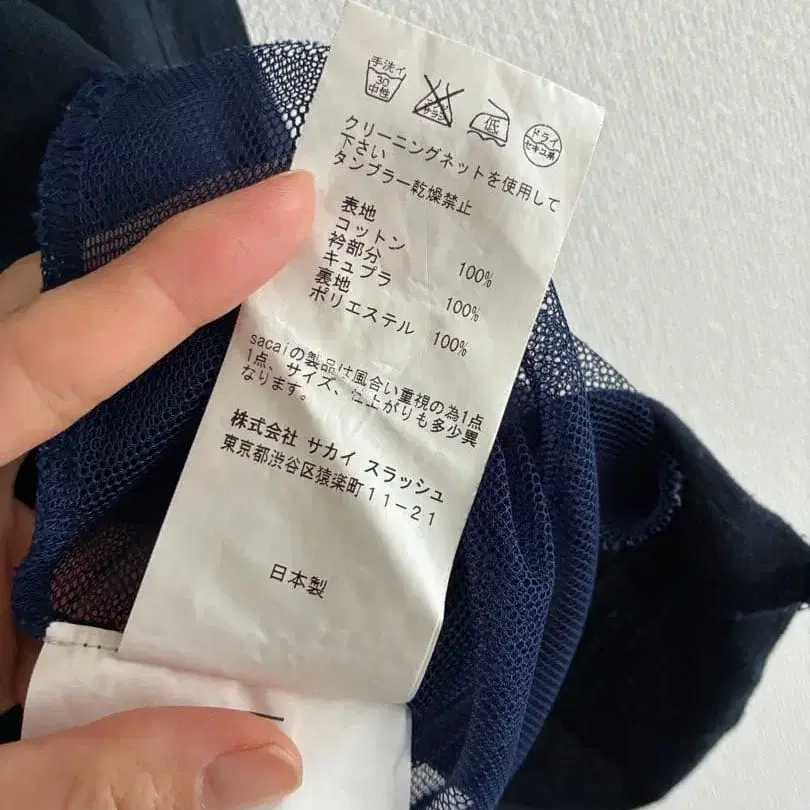 手洗イ
30
中性
エンソ
サラシ
低
ドライ
セキユ系
クリーニングネットを使用して
下さい
タンブラー乾燥禁止
表地
コットン 100%
衿部分
キュプラ 100%
裏地
ポリエステル 100%
sacaiの製品は風合い重視の為1点
1点、サイズ、仕上がりも多少異
なります。
株式会社 サカイ スラッシュ
東京都渋谷区猿楽町11-21
日本製